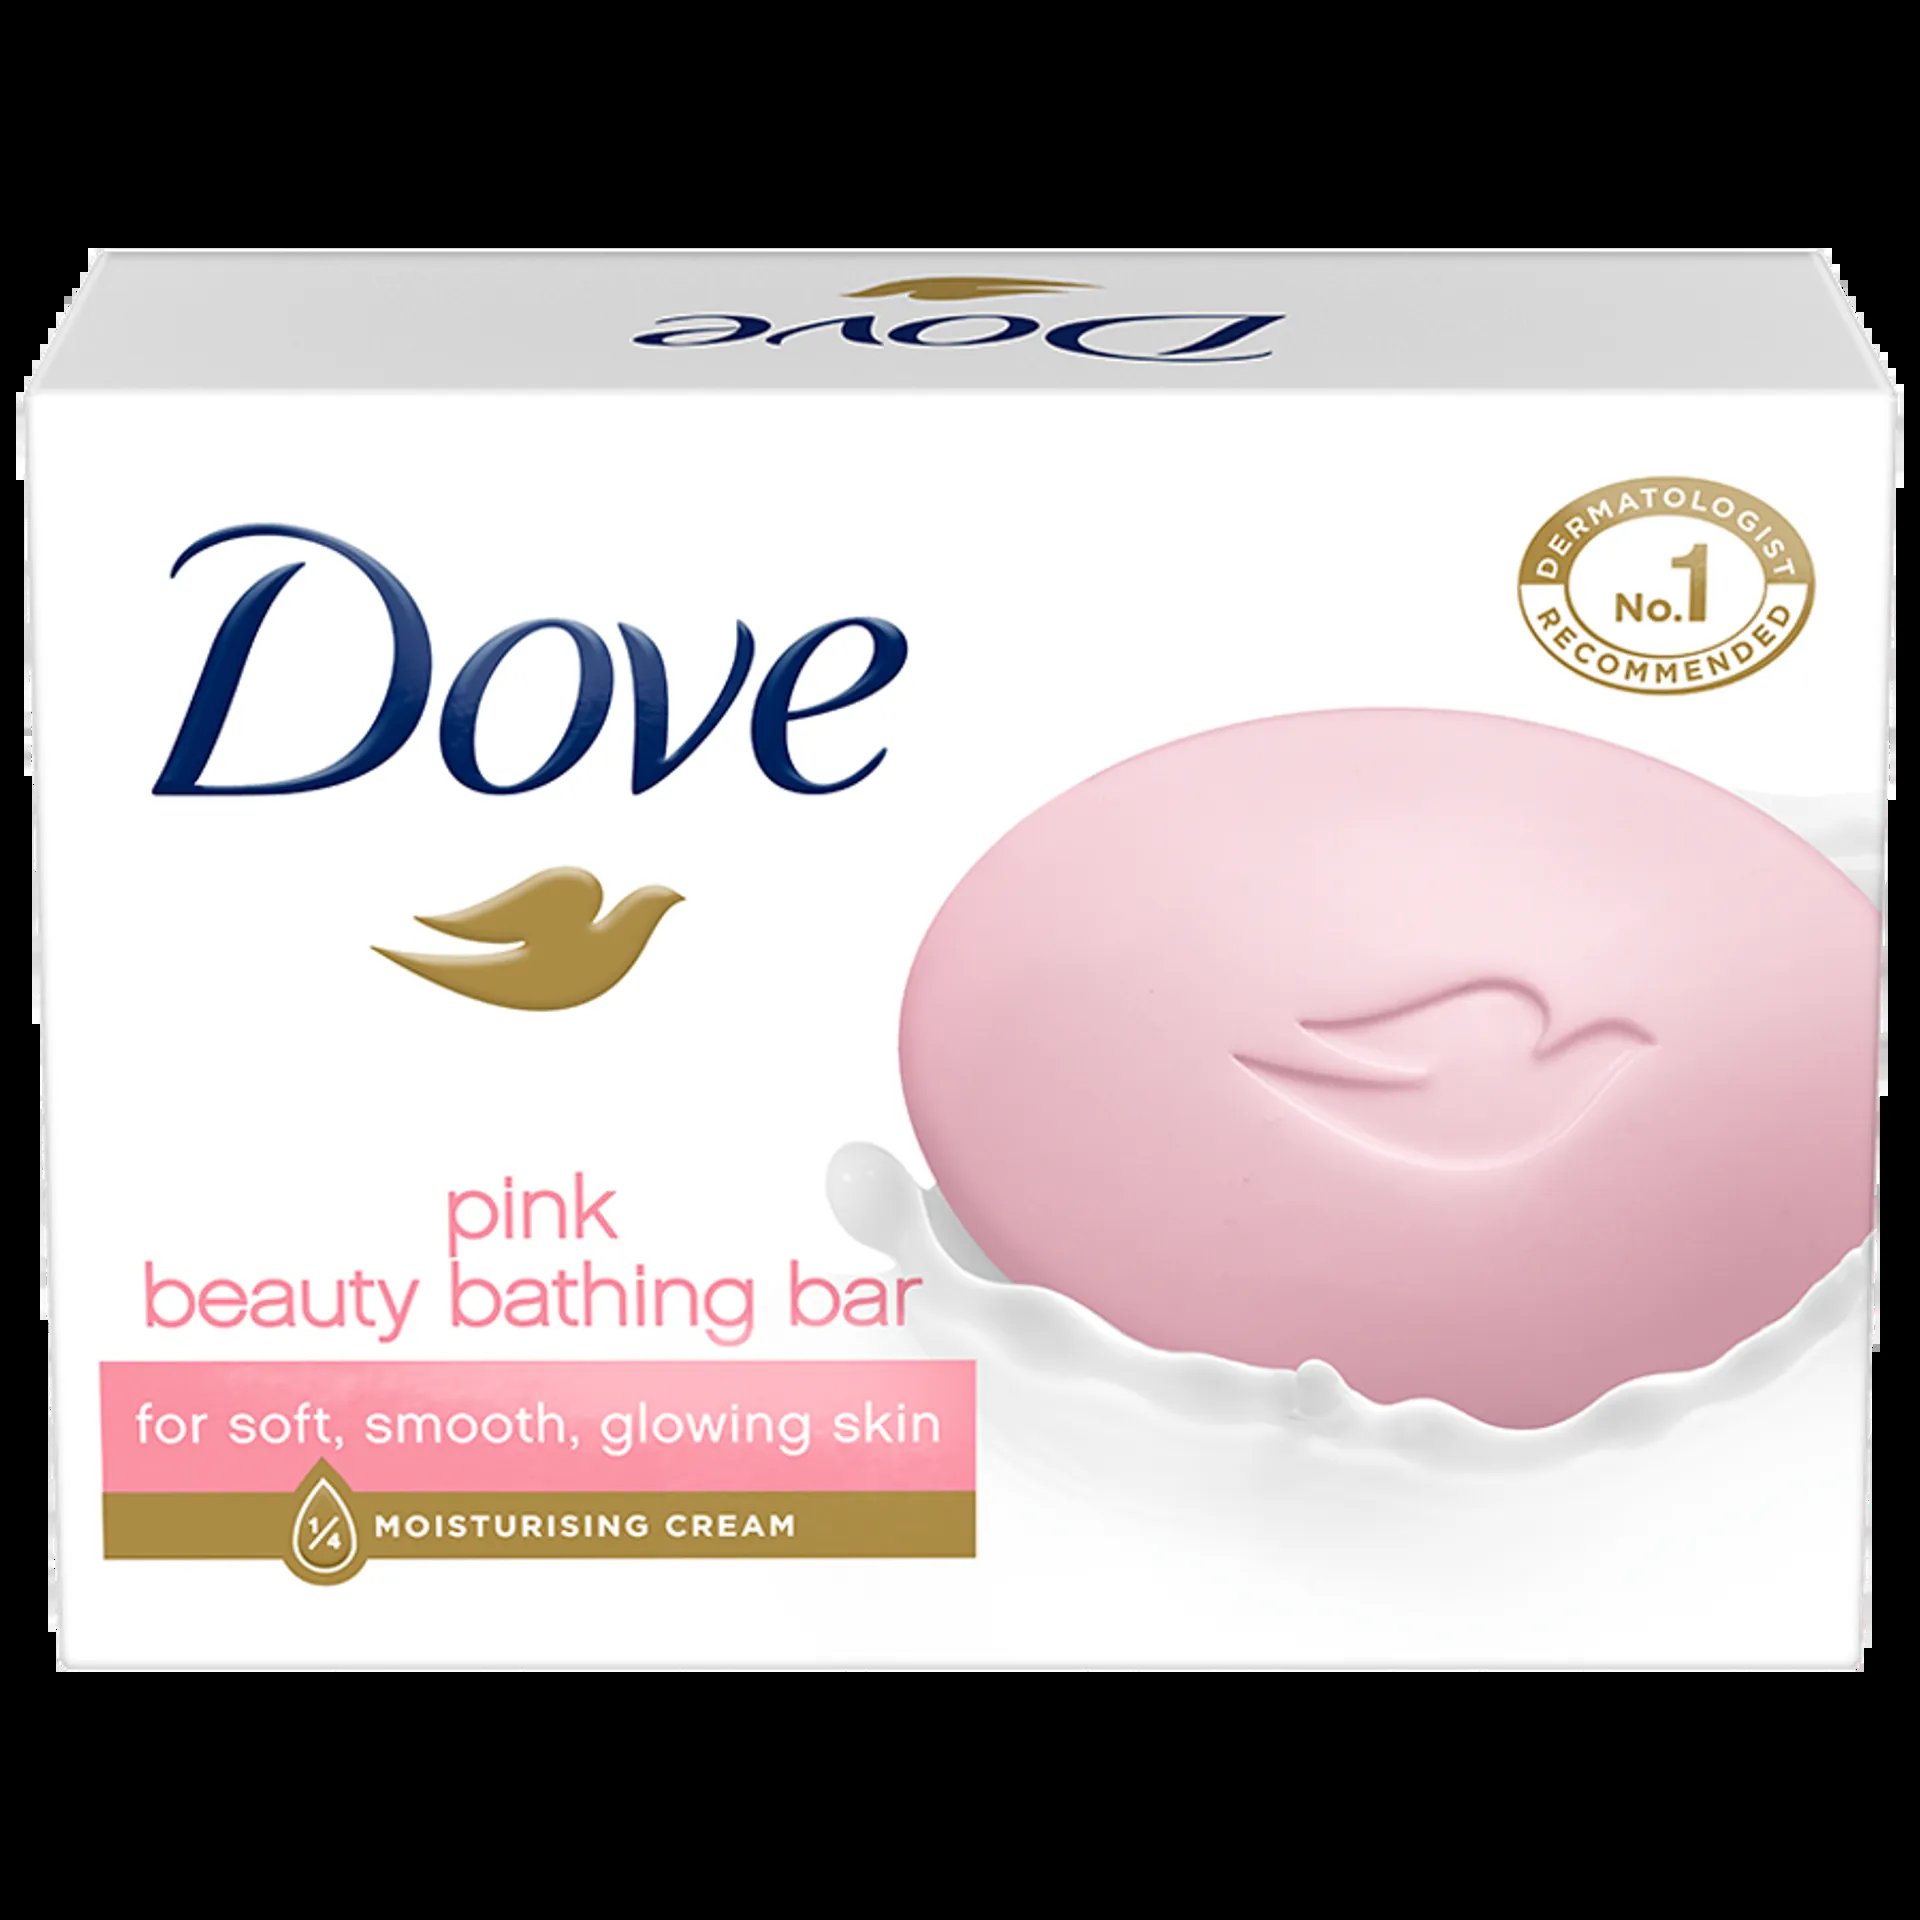 Dove
DERMATOLOGIST
No.1
RECOMMENDED
Dove
pink
beauty bathing bar
for soft, smooth, glowing skin
1/4 MOISTURISING CREAM